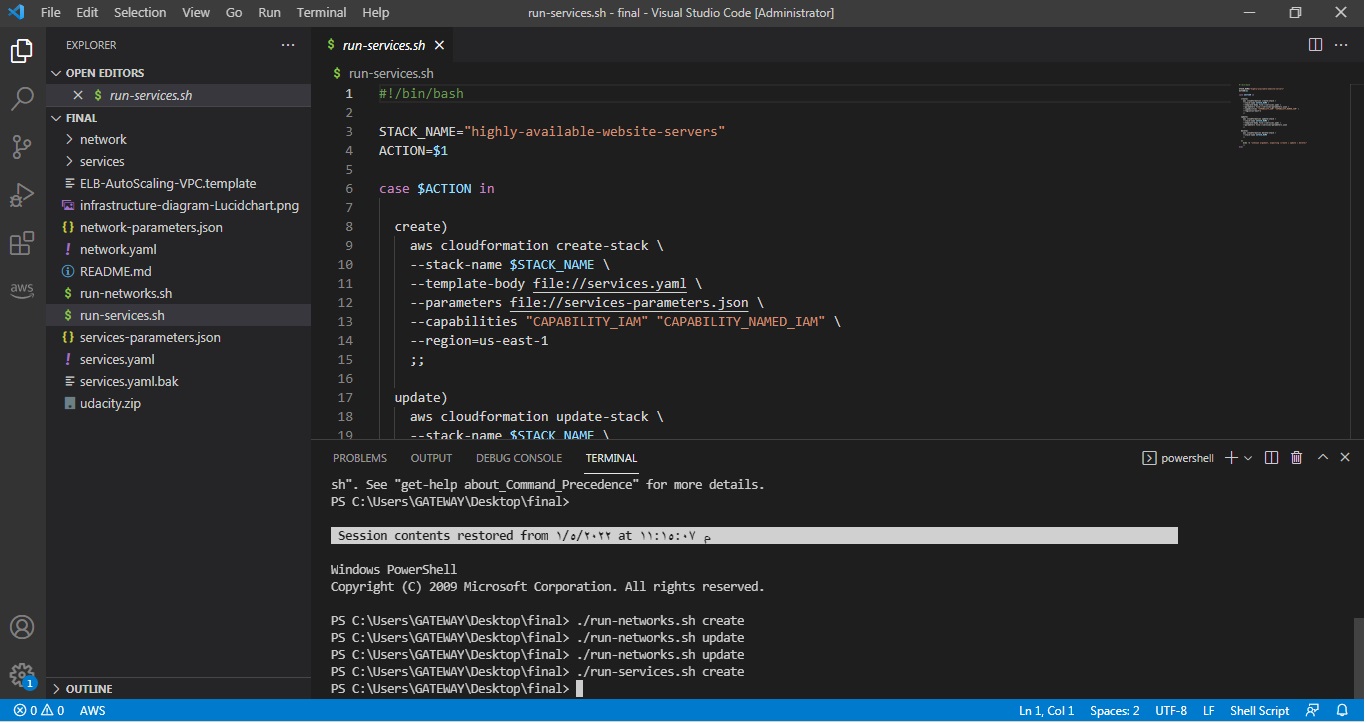 File Edit Selection View Go Run Terminal Help
run-services.sh - final - Visual Studio Code [Administrator]
EXPLORER
OPEN EDITORS
$ run-services.sh
FINAL
network
services
ELB-AutoScaling-VPC.template
infrastructure-diagram-Lucidchart.png
{} network-parameters.json
! network.yaml
README.md
$ run-networks.sh
$ run-services.sh
{} services-parameters.json
! services.yaml
services.yaml.bak
udacity.zip
OUTLINE
aws
1
$ run-services.sh
$ run-services.sh
1 #!/bin/bash
2
3 STACK_NAME="highly-available-website-servers"
4 ACTION=$1
5
6 case $ACTION in
7
8 create)
9 aws cloudformation create-stack \
10 --stack-name $STACK_NAME \
11 --template-body file://services.yaml \
12 --parameters file://services-parameters.json \
13 --capabilities "CAPABILITY_IAM" "CAPABILITY_NAMED_IAM" \
14 --region=us-east-1
15 ;;
16
17 update)
18 aws cloudformation update-stack \
19 --stack-name $STACK_NAME \
PROBLEMS OUTPUT DEBUG CONSOLE TERMINAL
powershell
sh". See "get-help about_Command_Precedence" for more details.
PS C:\Users\GATEWAY\Desktop\final>
Session contents restored from ١/٥/٢٠٢٢ at ١١:١٥:٠٧ م
Windows PowerShell
Copyright (C) 2009 Microsoft Corporation. All rights reserved.
PS C:\Users\GATEWAY\Desktop\final> ./run-networks.sh create
PS C:\Users\GATEWAY\Desktop\final> ./run-networks.sh update
PS C:\Users\GATEWAY\Desktop\final> ./run-networks.sh update
PS C:\Users\GATEWAY\Desktop\final> ./run-services.sh create
PS C:\Users\GATEWAY\Desktop\final>
0 0 AWS
Ln 1, Col 1 Spaces: 2 UTF-8 LF Shell Script